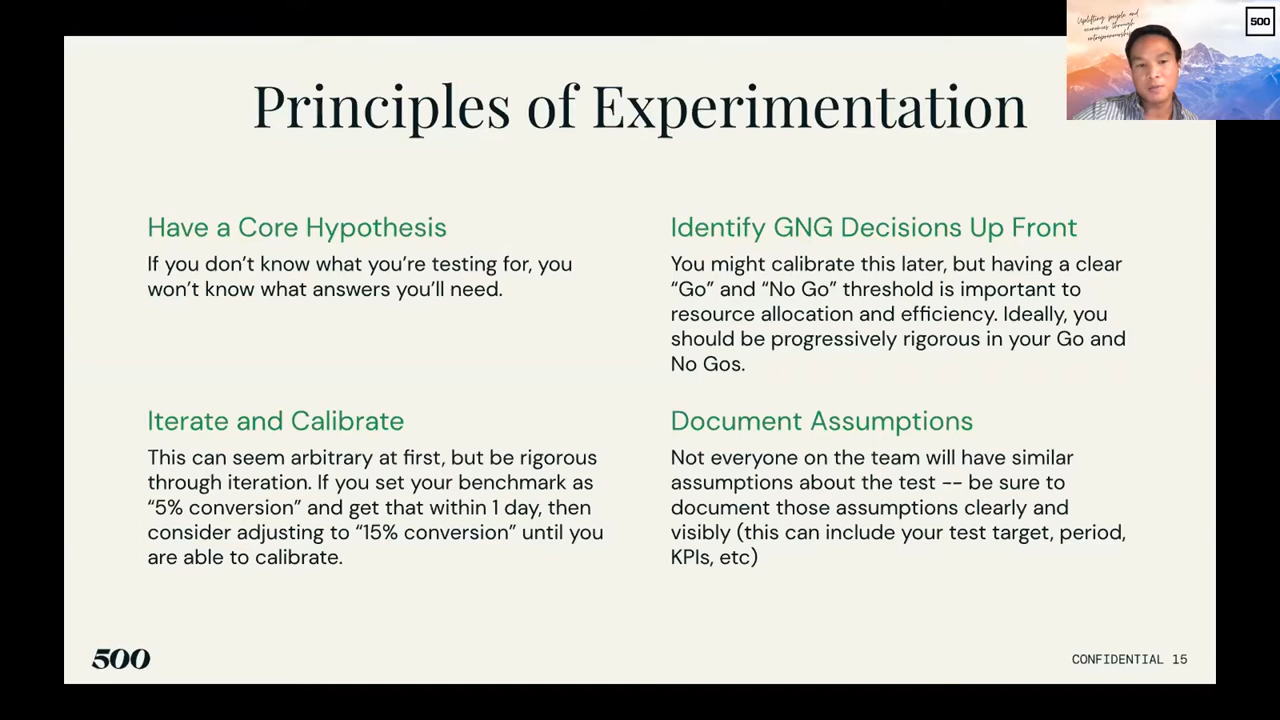 Principles of Experimentation
Uplifting people and
economies through
entrepreneurship
500
Have a Core Hypothesis
If you don’t know what you’re testing for, you
won’t know what answers you’ll need.
Identify GNG Decisions Up Front
You might calibrate this later, but having a clear
“Go” and “No Go” threshold is important to
resource allocation and efficiency. Ideally, you
should be progressively rigorous in your Go and
No Gos.
Iterate and Calibrate
This can seem arbitrary at first, but be rigorous
through iteration. If you set your benchmark as
“5% conversion” and get that within 1 day, then
consider adjusting to “15% conversion” until you
are able to calibrate.
Document Assumptions
Not everyone on the team will have similar
assumptions about the test -- be sure to
document those assumptions clearly and
visibly (this can include your test target, period,
KPIs, etc)
500
CONFIDENTIAL 15